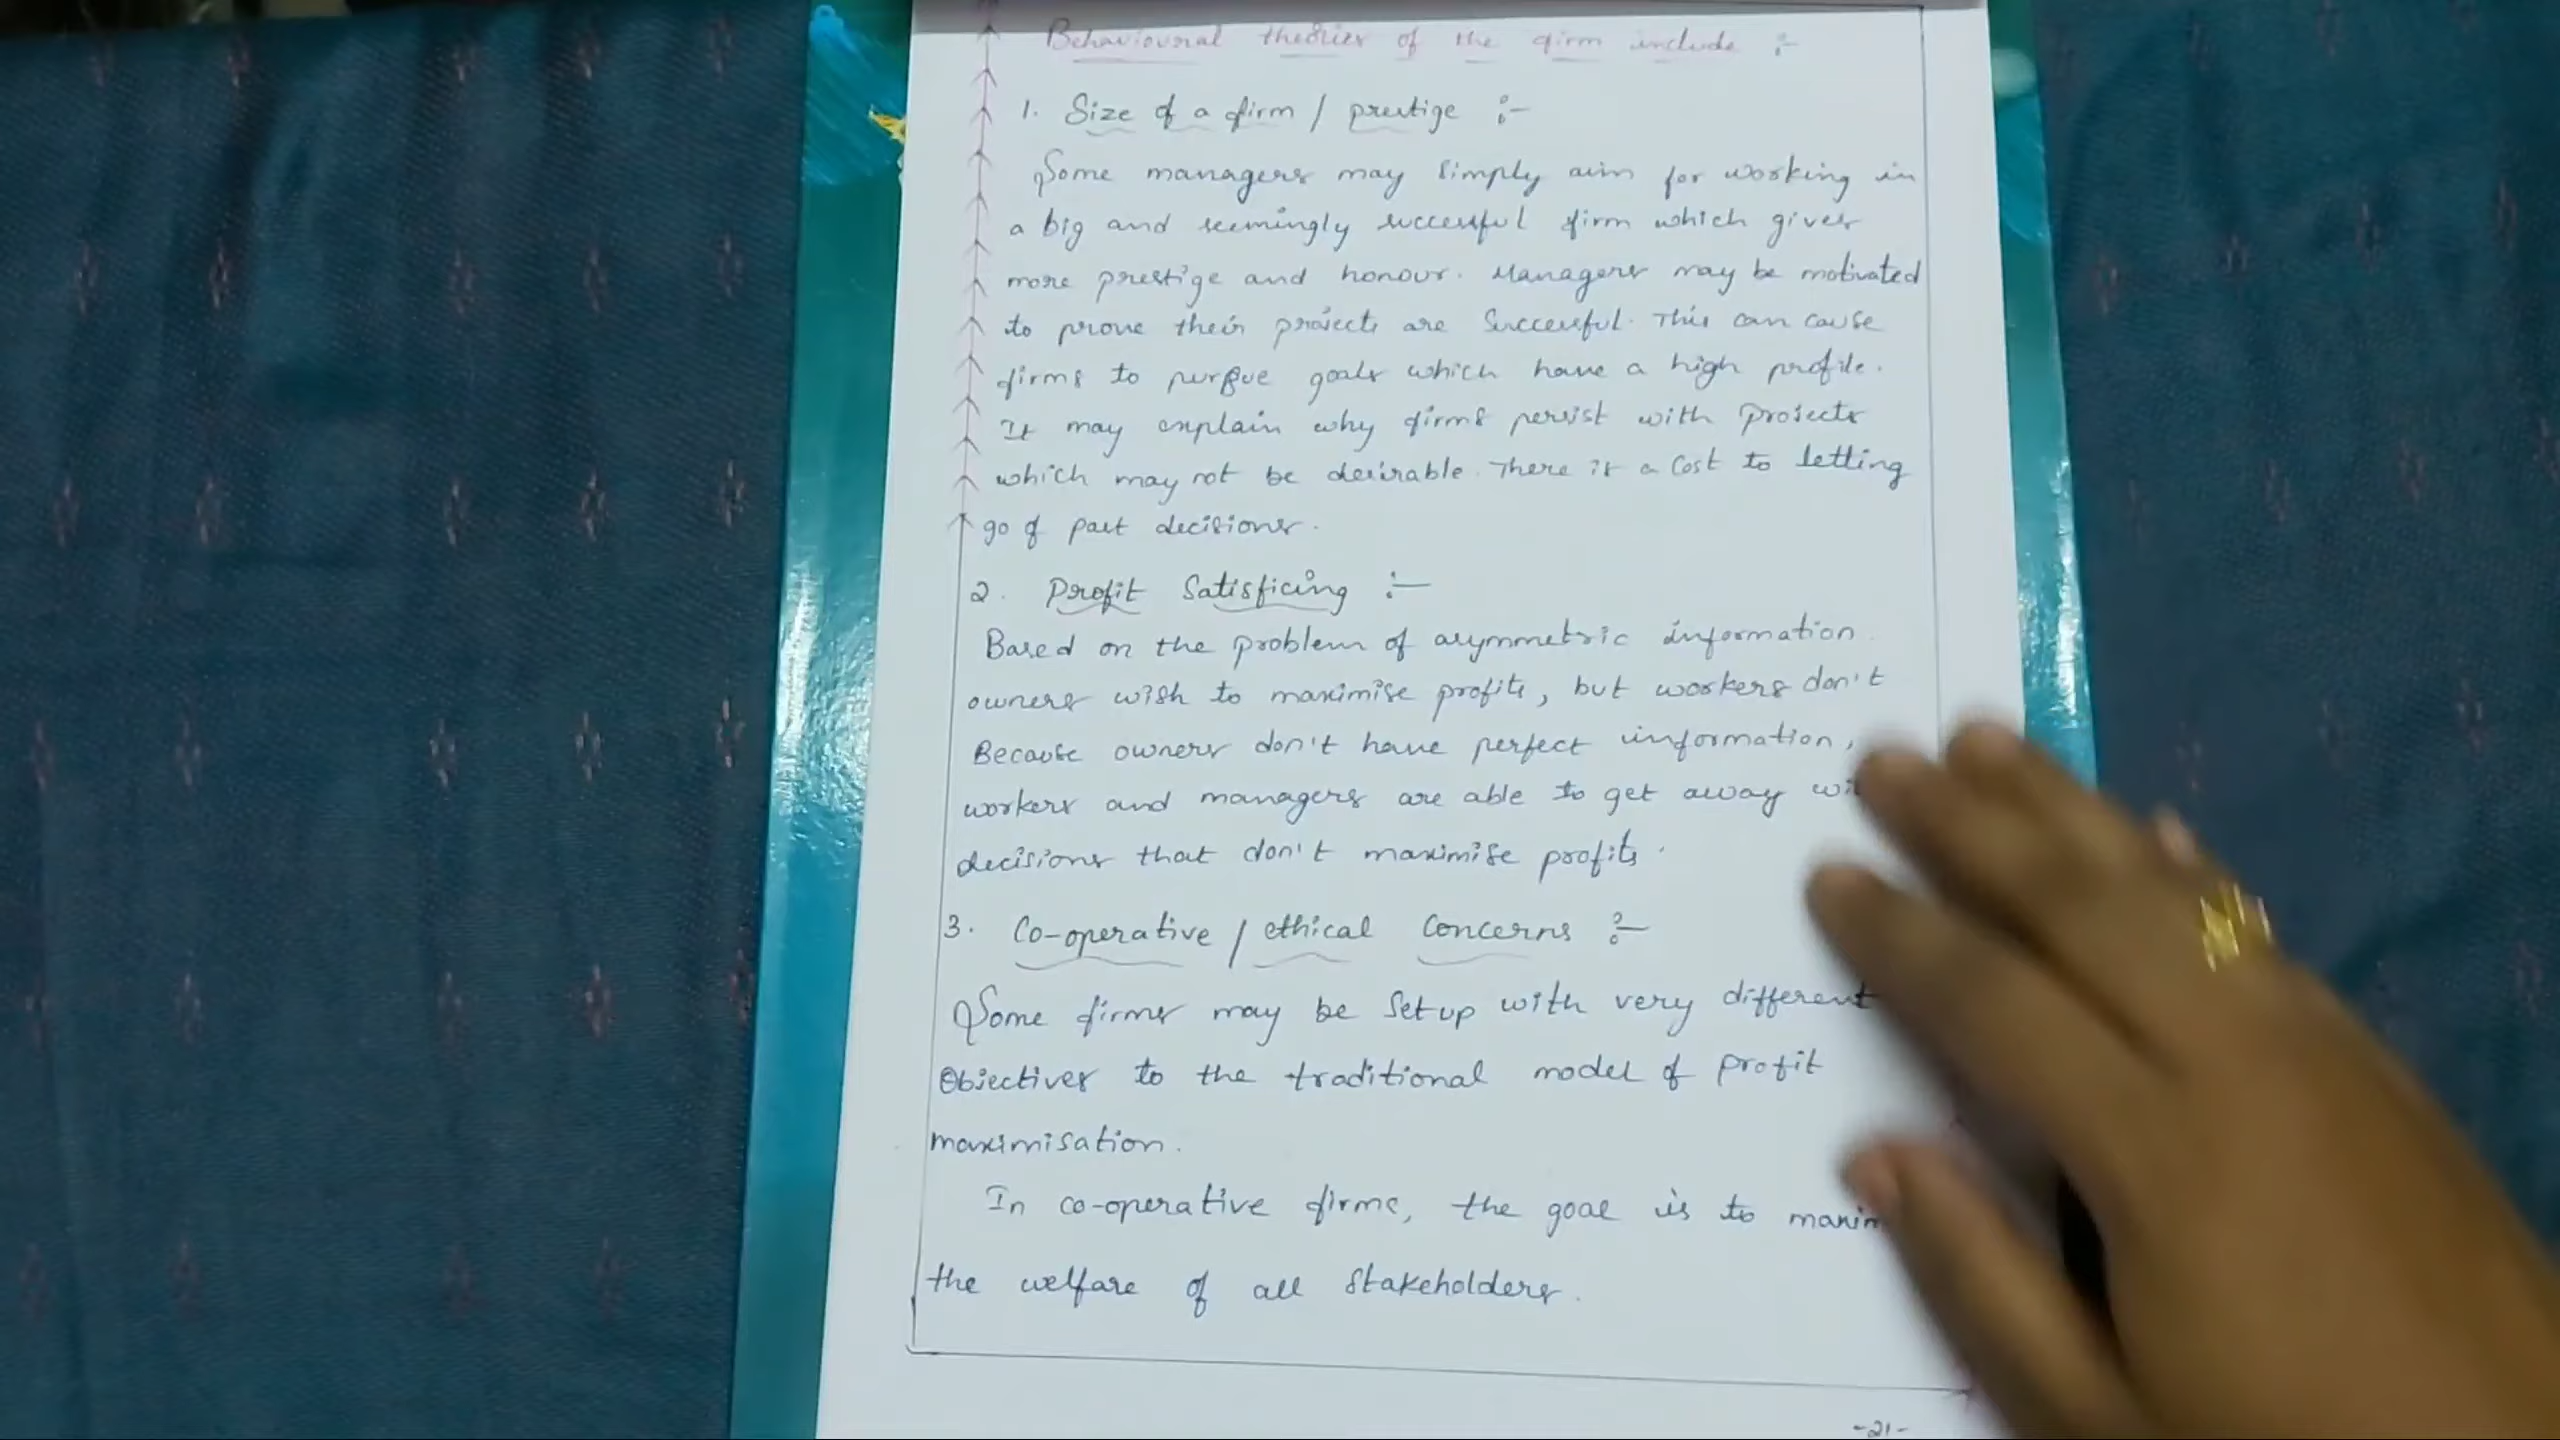 Behavioural theories of the firm include :-
1. Size of a firm / prestige :-
Some managers may simply aim for working in
a big and seemingly successful firm which gives
more prestige and honour. Managers may be motivated
to prove their projects are successful. This can cause
firms to pursue goals which have a high profile.
It may explain why firms persist with projects
which may not be desirable. There is a cost to letting
go of past decisions.
2. Profit Satisficing :-
Based on the problem of asymmetric information
owners wish to maximise profits, but workers don't
Because owners don't have perfect information,
workers and managers are able to get away
decisions that don't maximise profits.
3. Co-operative / ethical Concerns :-
Some firms may be Setup with very different
Objectives to the traditional model of profit
maximisation.
In co-operative firms, the goal is to
the welfare of all Stakeholders.
-21-